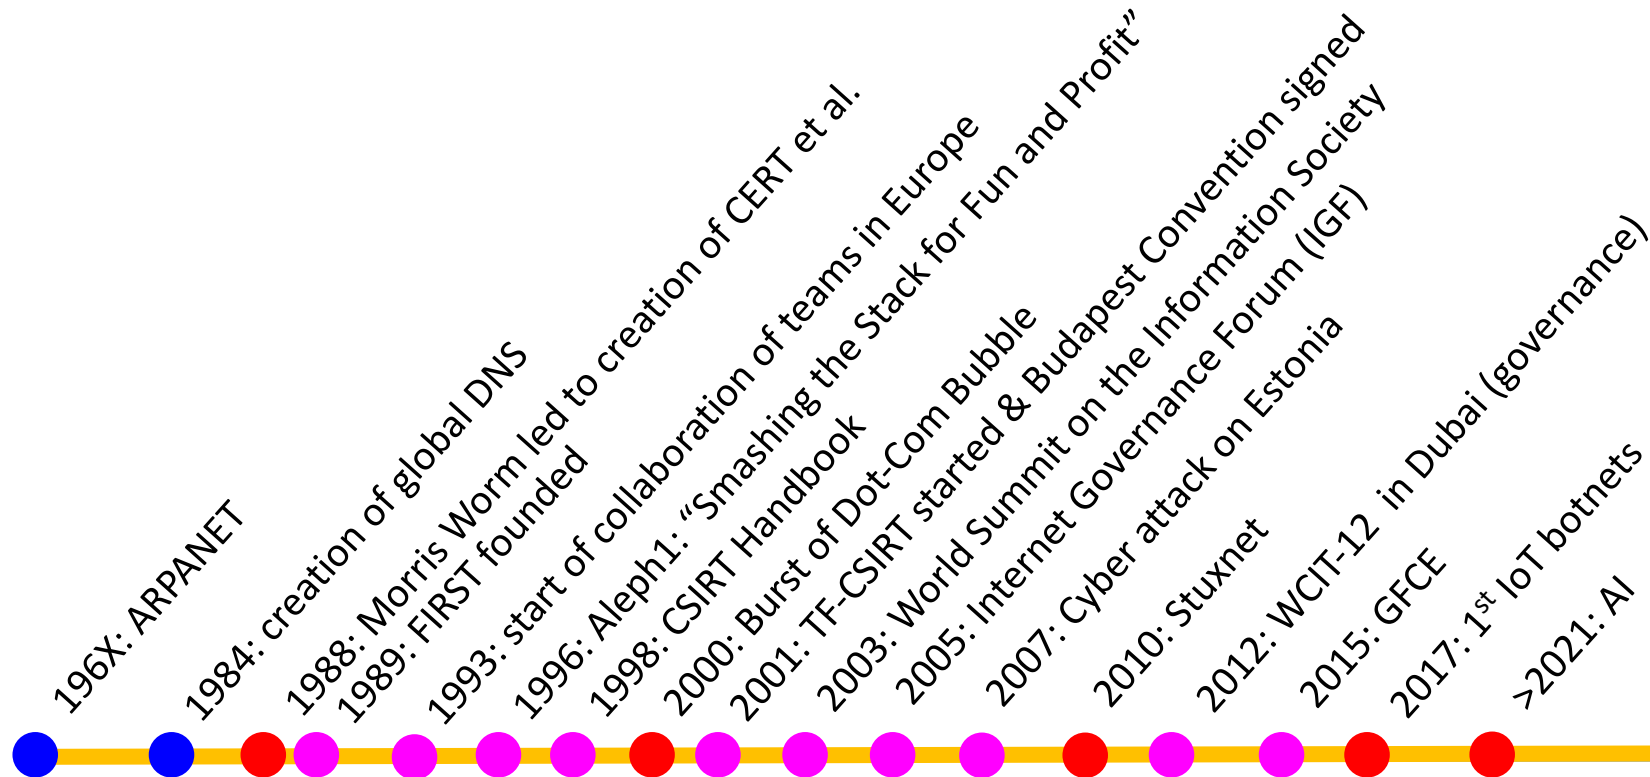 196X: ARPANET
1984: creation of global DNS
1988: Morris Worm led to creation of CERT et al.
1989: FIRST founded
1993: start of collaboration of teams in Europe
1996: Aleph1: “Smashing the Stack for Fun and Profit”
1998: CSIRT Handbook
2000: Burst of Dot-Com Bubble
2001: TF-CSIRT started & Budapest Convention signed
2003: World Summit on the Information Society
2005: Internet Governance Forum (IGF)
2007: Cyber attack on Estonia
2010: Stuxnet
2012: WCIT-12 in Dubai (governance)
2015: GFCE
2017: 1st IoT botnets
>2021: AI